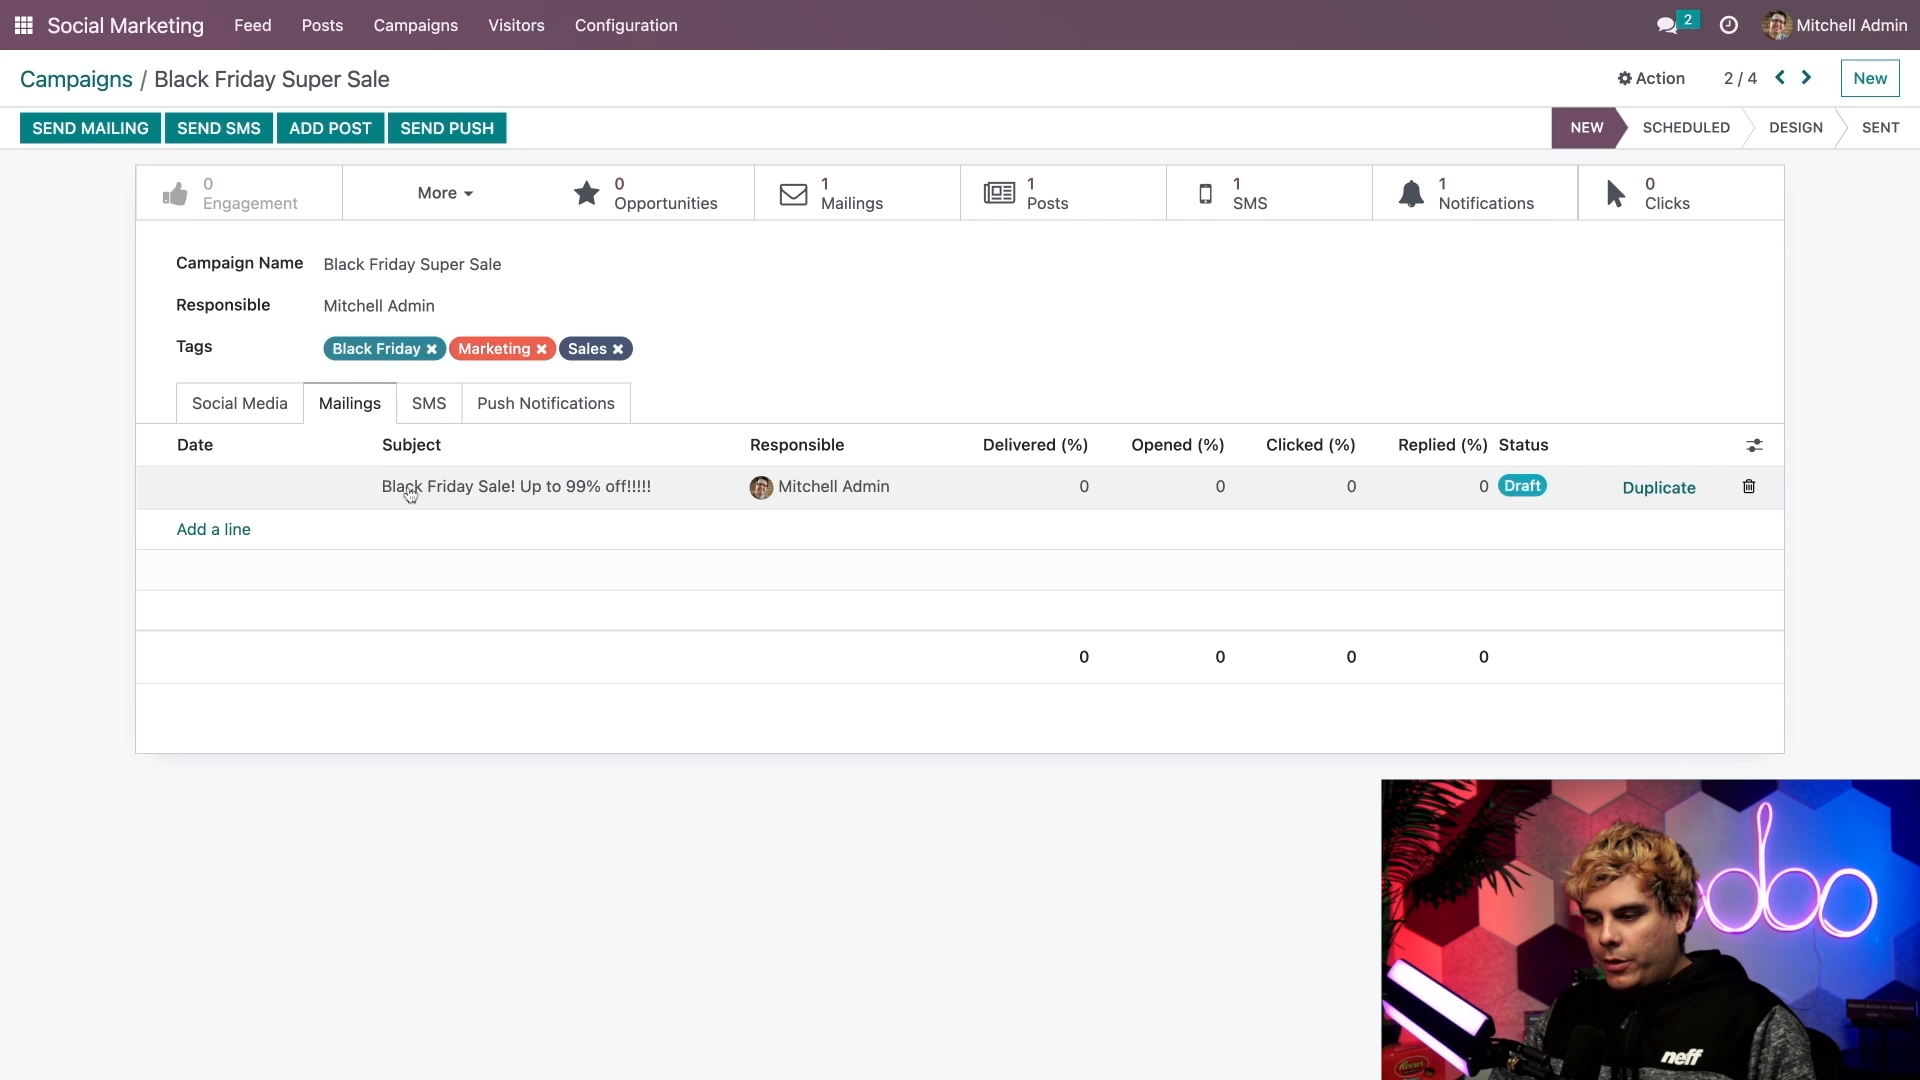 Social Marketing Feed Posts Campaigns Visitors Configuration 2 Mitchell Admin
Campaigns / Black Friday Super Sale Action 2 / 4 New
SEND MAILING SEND SMS ADD POST SEND PUSH NEW SCHEDULED DESIGN SENT
0 Engagement
More
0 Opportunities
1 Mailings
1 Posts
1 SMS
1 Notifications
0 Clicks
Campaign Name Black Friday Super Sale
Responsible Mitchell Admin
Tags Black Friday Marketing Sales
Social Media Mailings SMS Push Notifications
Date Subject Responsible Delivered (%) Opened (%) Clicked (%) Replied (%) Status
Black Friday Sale! Up to 99% off!!!!! Mitchell Admin 0 0 0 0 Draft Duplicate
Add a line
0 0 0 0
odoo
neff
Reese's